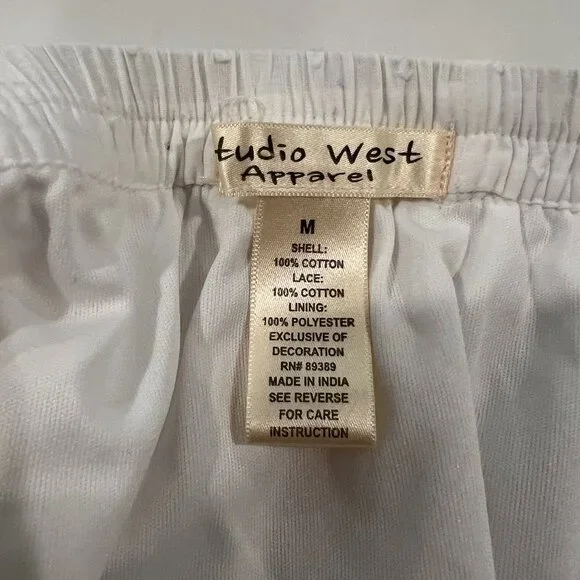 tudio West
Apparel
M
SHELL:
100% COTTON
LACE:
100% COTTON
LINING:
100% POLYESTER
EXCLUSIVE OF
DECORATION
RN# 89389
MADE IN INDIA
SEE REVERSE
FOR CARE
INSTRUCTION